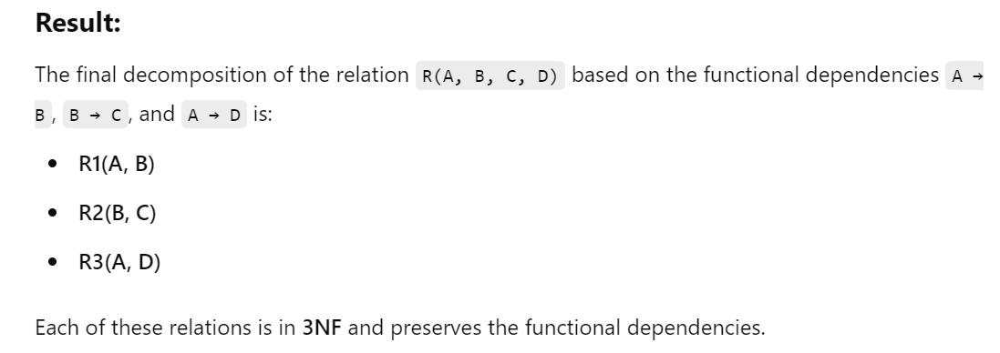 Result:
The final decomposition of the relation R(A, B, C, D) based on the functional dependencies A →
B, B → C, and A → D is:
• R1(A, B)
• R2(B, C)
• R3(A, D)
Each of these relations is in 3NF and preserves the functional dependencies.